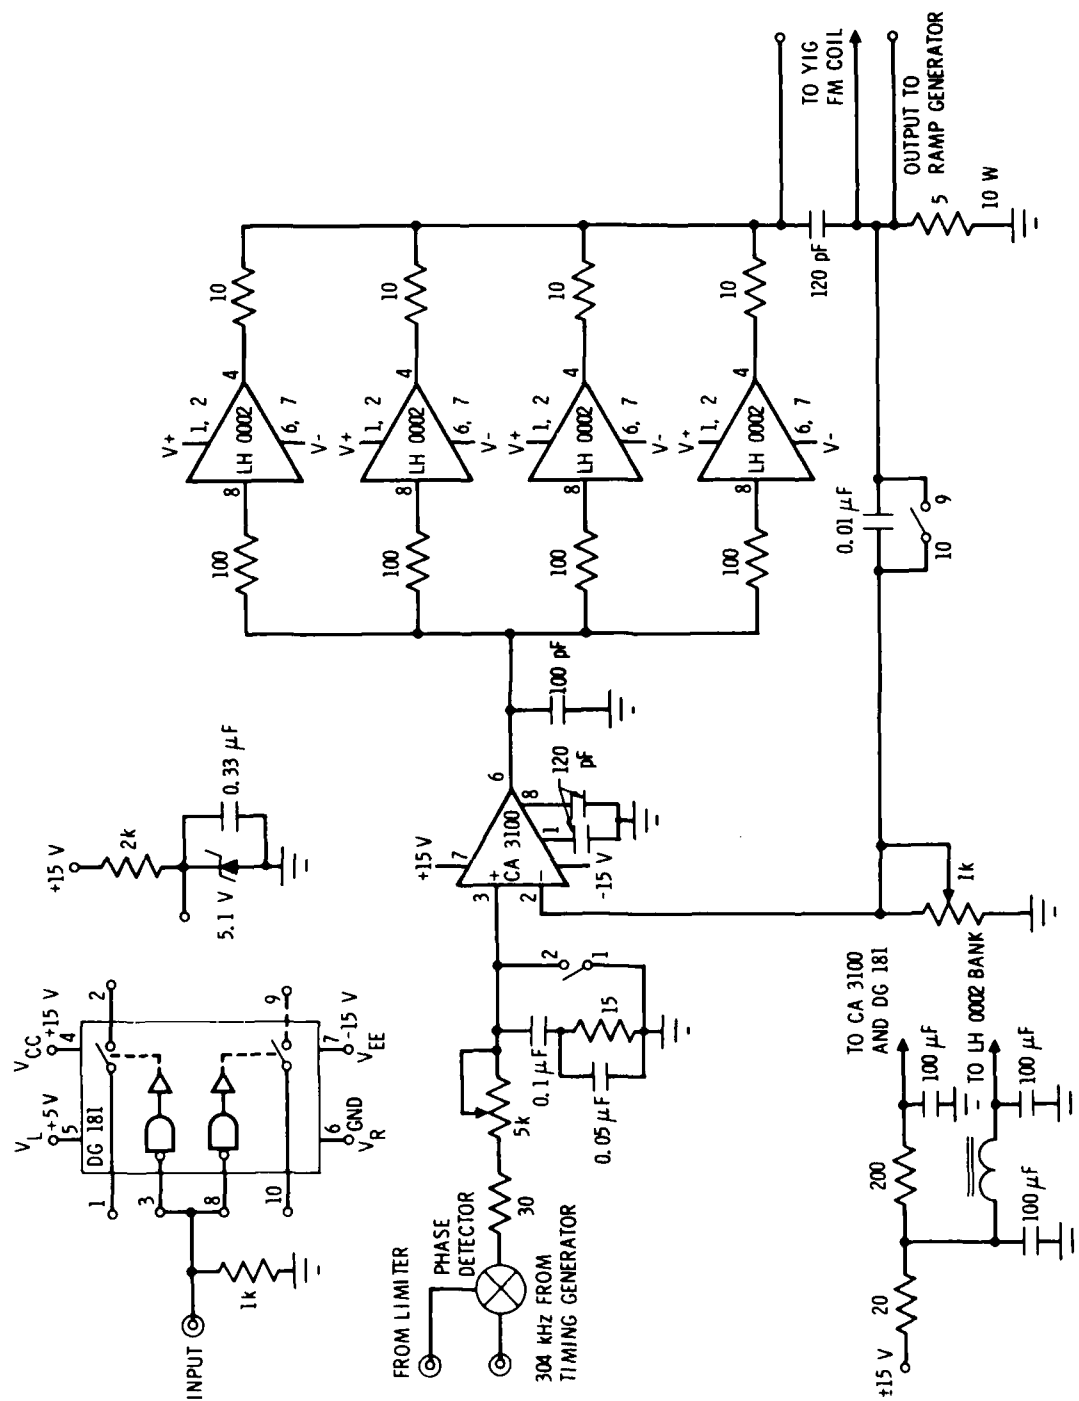 INPUT
1k
1
3
8
10
DG 181
VL
+5V
5
VCC
+15 V
4
2
9
6
GND
VR
7
-15 V
VEE
+15 V
2k
5.1 V
0.33 µF
FROM LIMITER
PHASE
DETECTOR
304 kHz FROM
TIMING GENERATOR
30
5k
0.1 µF
0.05 µF
15
2
1
3
+
CA 3100
2
−
+15 V
7
-15 V
1
8
120
pF
6
100 pF
100
8
LH 0002
V+
1, 2
6, 7
V-
4
10
100
8
LH 0002
V+
1, 2
6, 7
V-
4
10
100
8
LH 0002
V+
1, 2
6, 7
V-
4
10
100
8
LH 0002
V+
1, 2
6, 7
V-
4
10
0.01 µF
10
9
1k
120 pF
TO YIG
FM COIL
OUTPUT TO
RAMP GENERATOR
5
10 W
±15 V
20
200
100 µF
TO CA 3100
AND DG 181
100 µF
TO LH 0002 BANK
100 µF